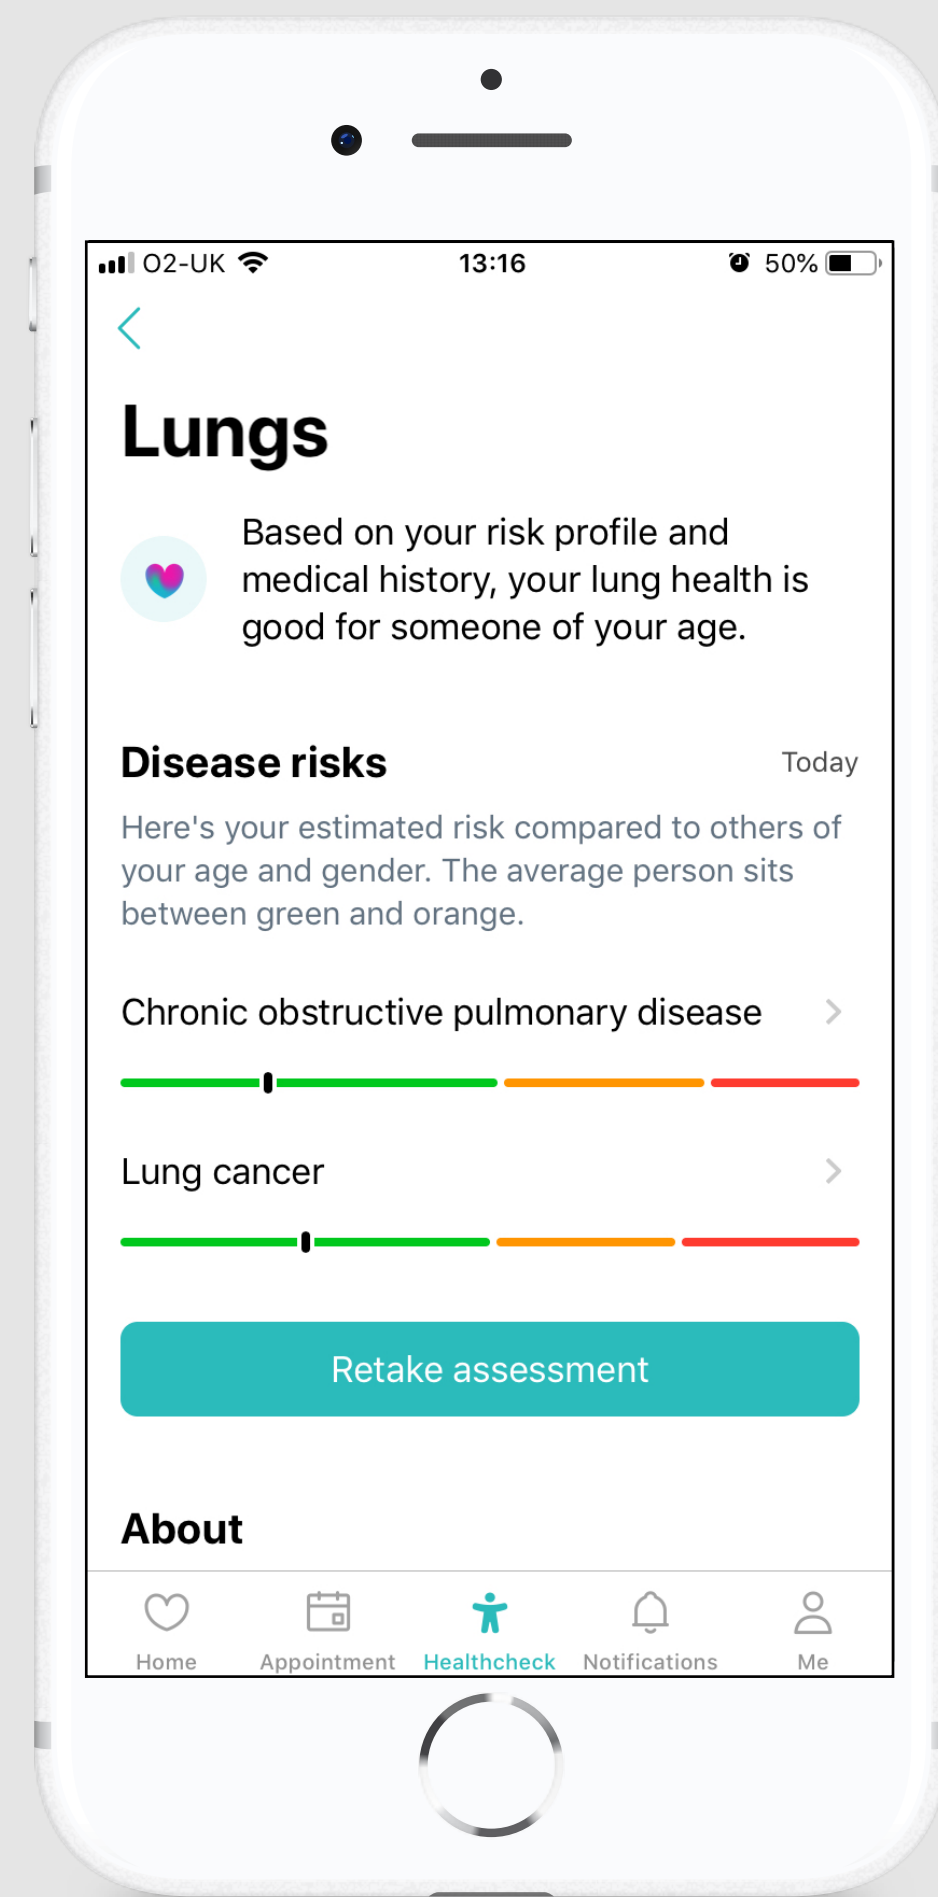 O2-UK 13:16 50%
Lungs
Based on your risk profile and
medical history, your lung health is
good for someone of your age.
Disease risks Today
Here's your estimated risk compared to others of
your age and gender. The average person sits
between green and orange.
Chronic obstructive pulmonary disease
Lung cancer
Retake assessment
About
Home Appointment Healthcheck Notifications Me